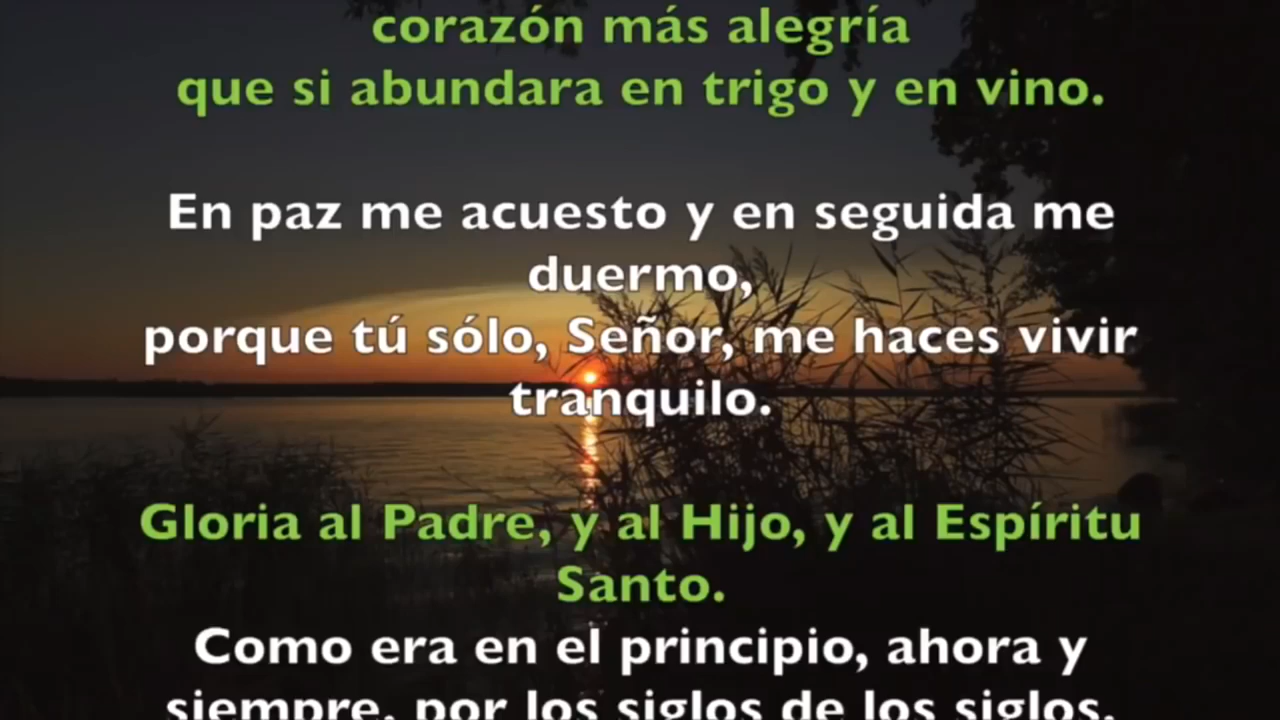 corazón más alegría
que si abundara en trigo y en vino.
En paz me acuesto y en seguida me
duermo,
porque tú sólo, Señor, me haces vivir
tranquilo.
Gloria al Padre, y al Hijo, y al Espíritu
Santo.
Como era en el principio, ahora y
siempre, por los siglos de los siglos.